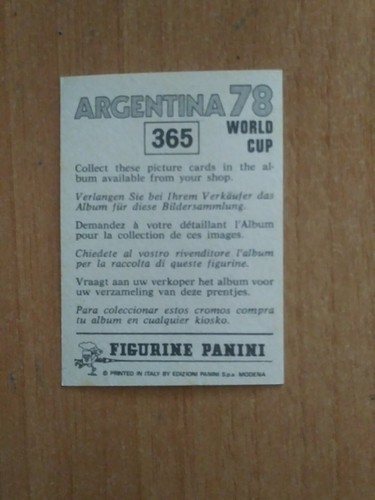 ARGENTINA 78
365
WORLD
CUP
Collect these picture cards in the al-
bum available from your shop.
Verlangen Sie bei Ihrem Verkäufer das
Album für diese Bildersammlung.
Demandez à votre détaillant l'Album
pour la collection de ces images.
Chiedete al vostro rivenditore l'album
per la raccolta di queste figurine.
Vraagt aan uw verkoper het album voor
uw verzameling van deze prentjes.
Para coleccionar estos cromos compra
tu album en cualquier kiosko.
FIGURINE PANINI
© PRINTED IN ITALY BY EDIZIONI PANINI S.p.a. MODENA